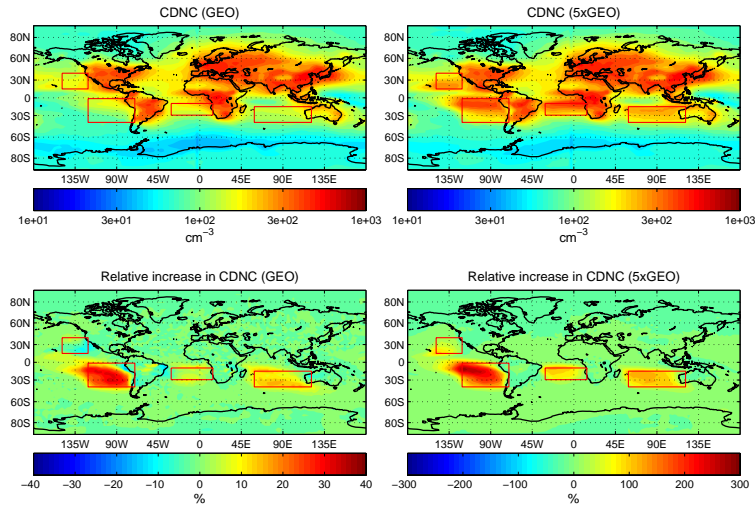 CDNC (GEO)
80N
60N
30N
0
30S
60S
80S
135W 90W 45W 0 45E 90E 135E
1e+01 3e+01 1e+02 3e+02 1e+03
cm−3
CDNC (5xGEO)
80N
60N
30N
0
30S
60S
80S
135W 90W 45W 0 45E 90E 135E
1e+01 3e+01 1e+02 3e+02 1e+03
cm−3
Relative increase in CDNC (GEO)
80N
60N
30N
0
30S
60S
80S
135W 90W 45W 0 45E 90E 135E
−40 −30 −20 −10 0 10 20 30 40
%
Relative increase in CDNC (5xGEO)
80N
60N
30N
0
30S
60S
80S
135W 90W 45W 0 45E 90E 135E
−300 −200 −100 0 100 200 300
%